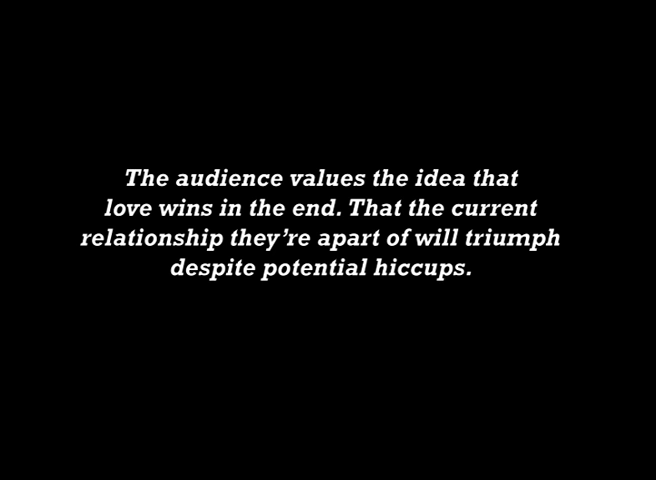 The audience values the idea that
love wins in the end. That the current
relationship they’re apart of will triumph
despite potential hiccups.